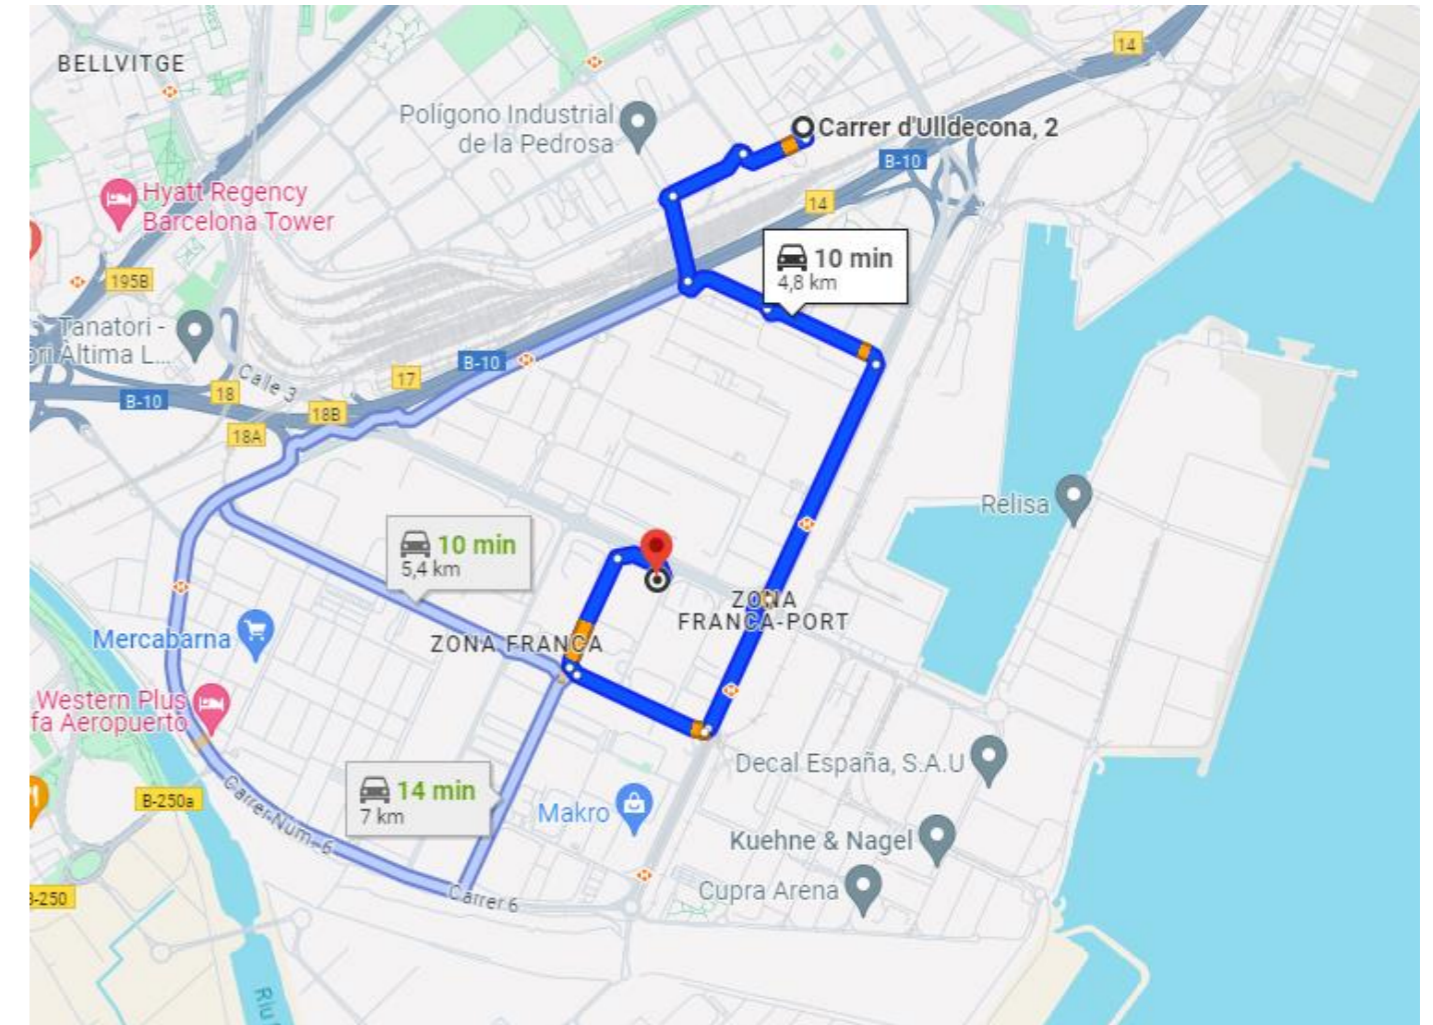 14
BELLVITGE
Polígono Industrial
de la Pedrosa
Carrer d'Ulldecona, 2
B-10
Hyatt Regency
Barcelona Tower
14
10 min
4,8 km
195B
Tanatori -
ori Àltima L...
B-10
Calle 3
17
18
B-10
18B
18A
Relisa
10 min
5,4 km
ZONA
FRANCA-PORT
Mercabarna
ZONA FRANCA
Western Plus
fa Aeropuerto
Decal España, S.A.U
14 min
7 km
B-250a
Makro
Carrer Num. 6
Kuehne & Nagel
Cupra Arena
B-250
Carrer 6
Riu